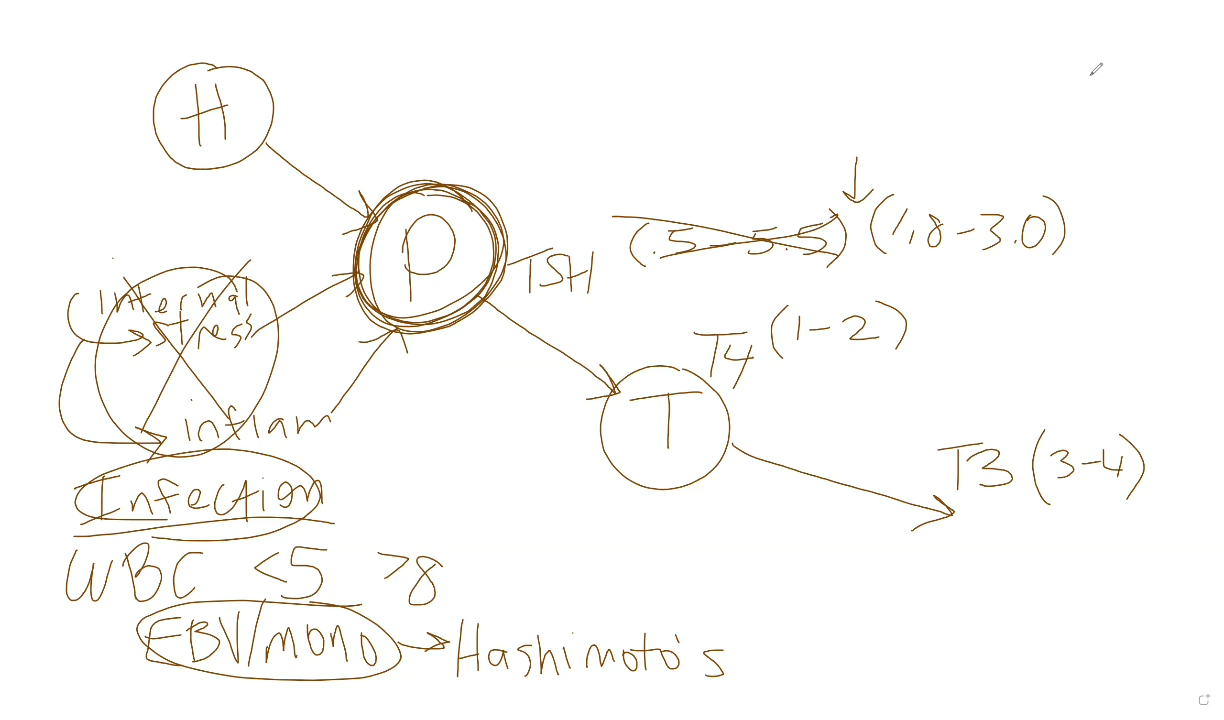 H
P
TSH (.5 - 5.5) (1.8 - 3.0)
internal
stress
T4 (1 - 2)
T
inflam
T3 (3 - 4)
Infection
WBC <5 >8
EBV/mono → Hashimoto's